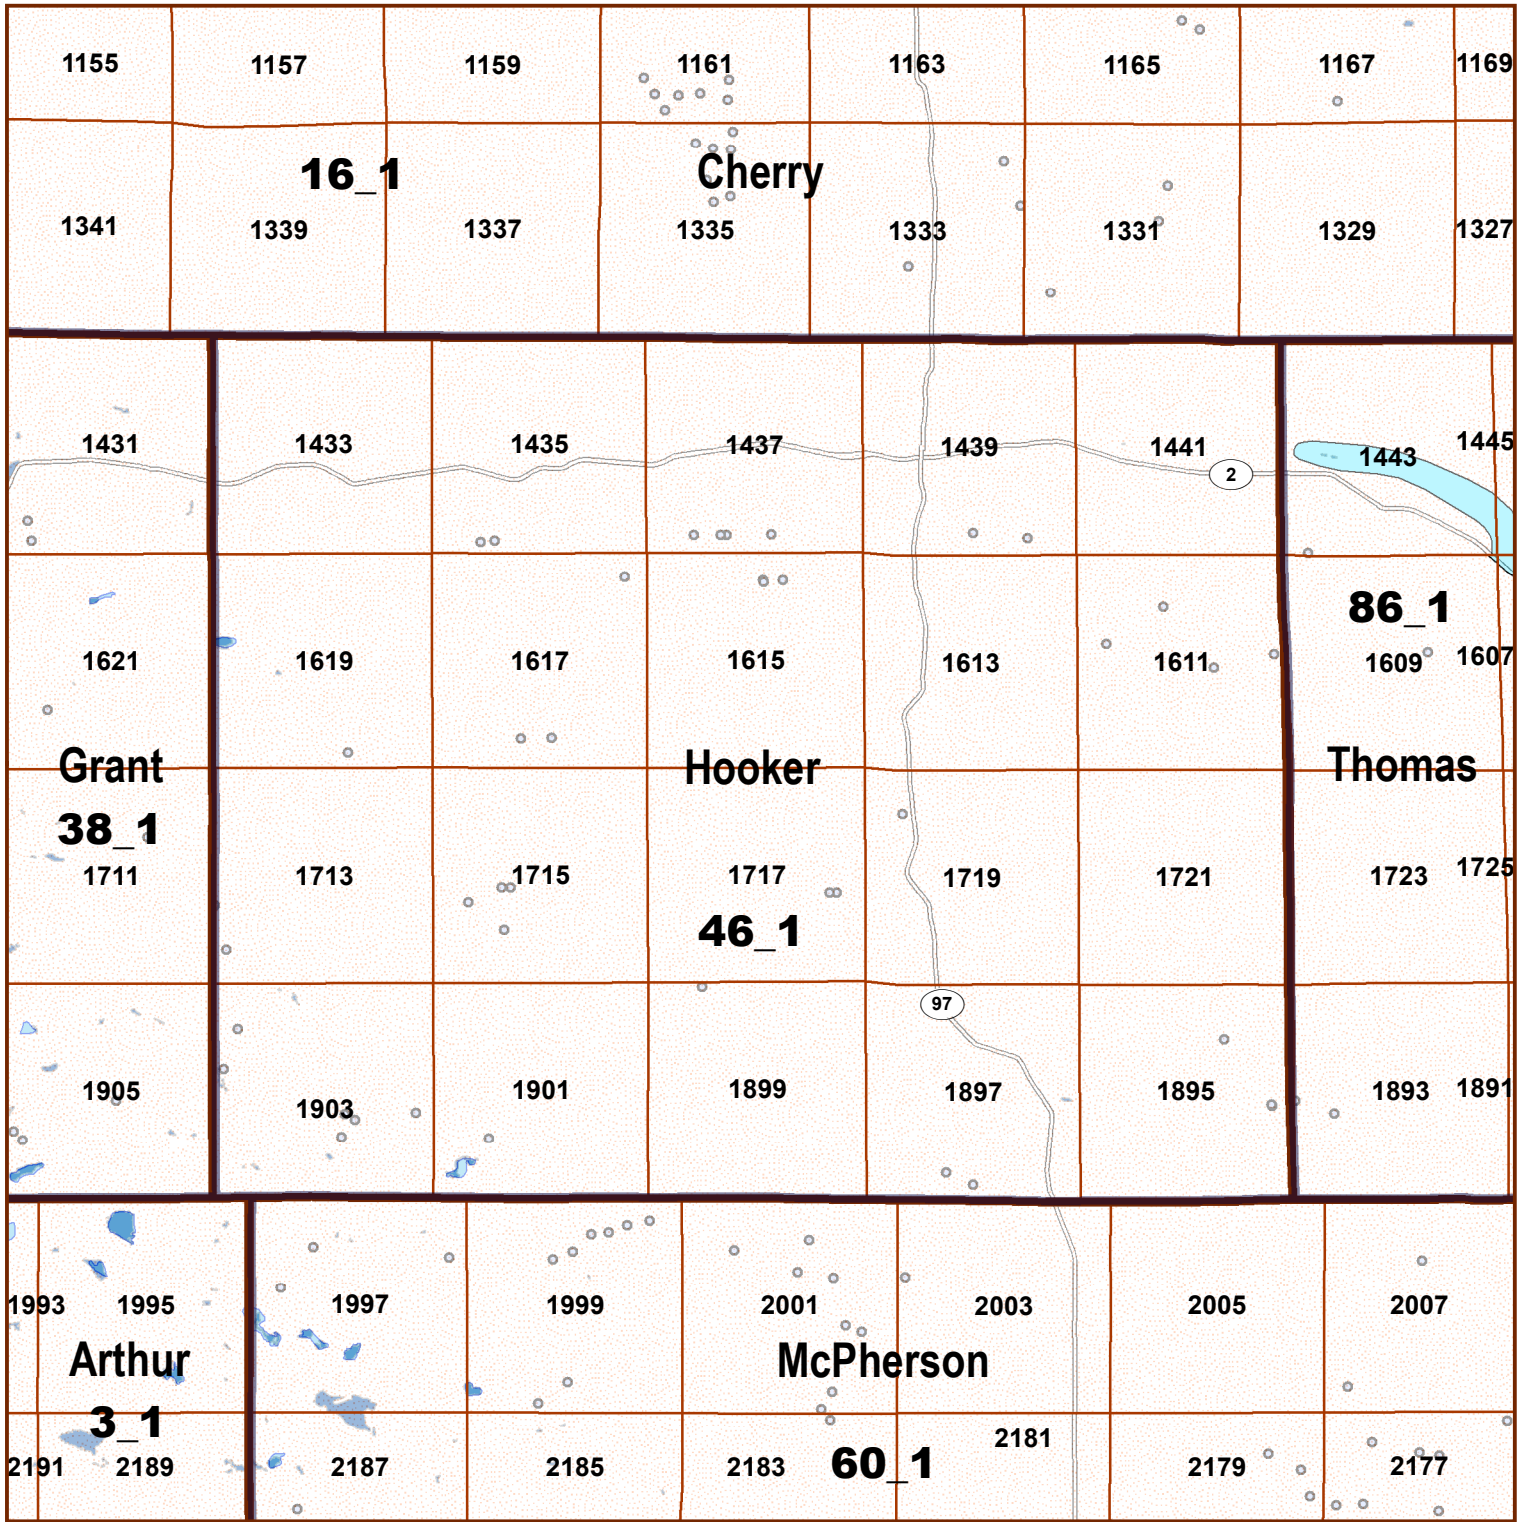 1155 1157 1159 1161 1163 1165 1167 1169
16_1 Cherry
1341 1339 1337 1335 1333 1331 1329 1327
1431 1433 1435 1437 1439 1441 1443 1445
2
86_1
1621 1619 1617 1615 1613 1611 1609 1607
Grant Hooker Thomas
38_1
1711 1713 1715 1717 1719 1721 1723 1725
46_1
97
1905 1903 1901 1899 1897 1895 1893 1891
1993 1995 1997 1999 2001 2003 2005 2007
Arthur McPherson
3_1
2181
60_1
2191 2189 2187 2185 2183 2179 2177